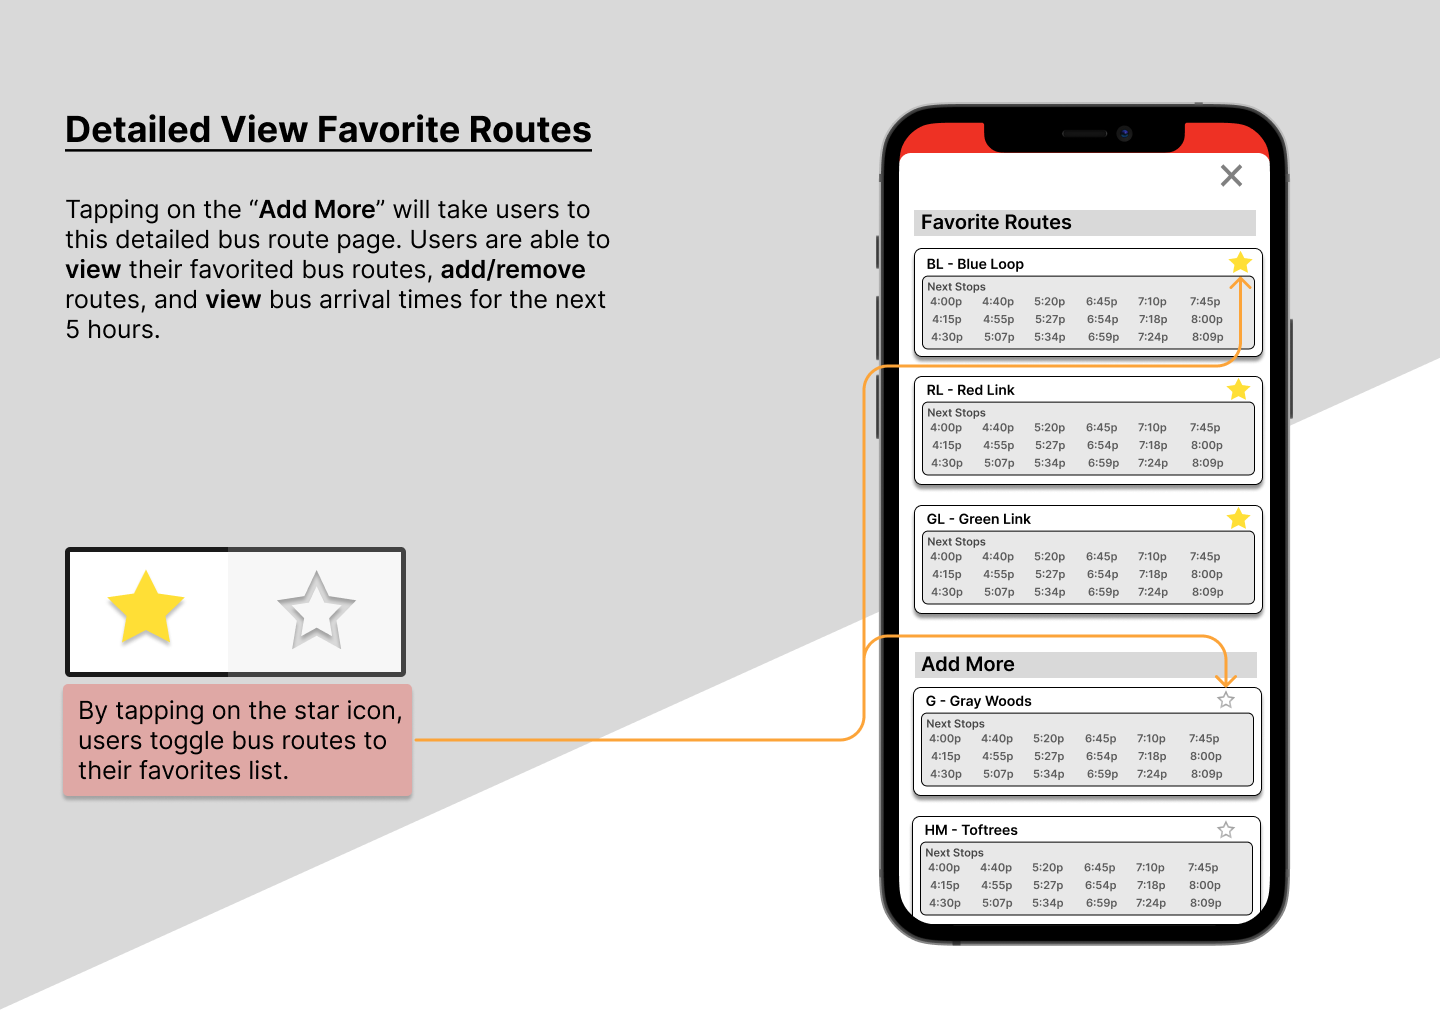 Detailed View Favorite Routes
Tapping on the “Add More” will take users to
this detailed bus route page. Users are able to
view their favorited bus routes, add/remove
routes, and view bus arrival times for the next
5 hours.
By tapping on the star icon,
users toggle bus routes to
their favorites list.
Favorite Routes
BL - Blue Loop
Next Stops
4:00p 4:40p 5:20p 6:45p 7:10p 7:45p
4:15p 4:55p 5:27p 6:54p 7:18p 8:00p
4:30p 5:07p 5:34p 6:59p 7:24p 8:09p
RL - Red Link
Next Stops
4:00p 4:40p 5:20p 6:45p 7:10p 7:45p
4:15p 4:55p 5:27p 6:54p 7:18p 8:00p
4:30p 5:07p 5:34p 6:59p 7:24p 8:09p
GL - Green Link
Next Stops
4:00p 4:40p 5:20p 6:45p 7:10p 7:45p
4:15p 4:55p 5:27p 6:54p 7:18p 8:00p
4:30p 5:07p 5:34p 6:59p 7:24p 8:09p
Add More
G - Gray Woods
Next Stops
4:00p 4:40p 5:20p 6:45p 7:10p 7:45p
4:15p 4:55p 5:27p 6:54p 7:18p 8:00p
4:30p 5:07p 5:34p 6:59p 7:24p 8:09p
HM - Toftrees
Next Stops
4:00p 4:40p 5:20p 6:45p 7:10p 7:45p
4:15p 4:55p 5:27p 6:54p 7:18p 8:00p
4:30p 5:07p 5:34p 6:59p 7:24p 8:09p